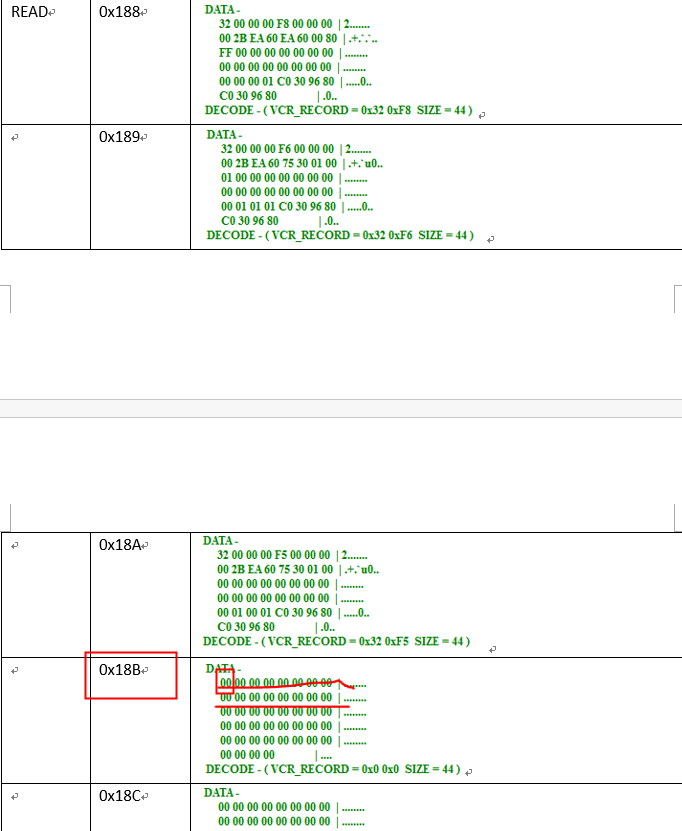 READ
0x188
DATA -
32 00 00 00 F8 00 00 00 | 2.......
00 2B EA 60 EA 60 00 80 | .+.`.`..
FF 00 00 00 00 00 00 00 | ........
00 00 00 00 00 00 00 00 | ........
00 00 00 01 C0 30 96 80 | .....0..
C0 30 96 80 | .0..
DECODE - ( VCR_RECORD = 0x32 0xF8 SIZE = 44 )
0x189
DATA -
32 00 00 00 F6 00 00 00 | 2.......
00 2B EA 60 75 30 01 00 | .+.`u0..
01 00 00 00 00 00 00 00 | ........
00 00 00 00 00 00 00 00 | ........
00 01 01 01 C0 30 96 80 | .....0..
C0 30 96 80 | .0..
DECODE - ( VCR_RECORD = 0x32 0xF6 SIZE = 44 )
0x18A
DATA -
32 00 00 00 F5 00 00 00 | 2.......
00 2B EA 60 75 30 01 00 | .+.`u0..
00 00 00 00 00 00 00 00 | ........
00 00 00 00 00 00 00 00 | ........
00 01 00 01 C0 30 96 80 | .....0..
C0 30 96 80 | .0..
DECODE - ( VCR_RECORD = 0x32 0xF5 SIZE = 44 )
0x18B
DATA -
00 00 00 00 00 00 00 00 | ........
00 00 00 00 00 00 00 00 | ........
00 00 00 00 00 00 00 00 | ........
00 00 00 00 00 00 00 00 | ........
00 00 00 00 00 00 00 00 | ........
00 00 00 00 | ....
DECODE - ( VCR_RECORD = 0x0 0x0 SIZE = 44 )
0x18C
DATA -
00 00 00 00 00 00 00 00 | ........
00 00 00 00 00 00 00 00 | ........